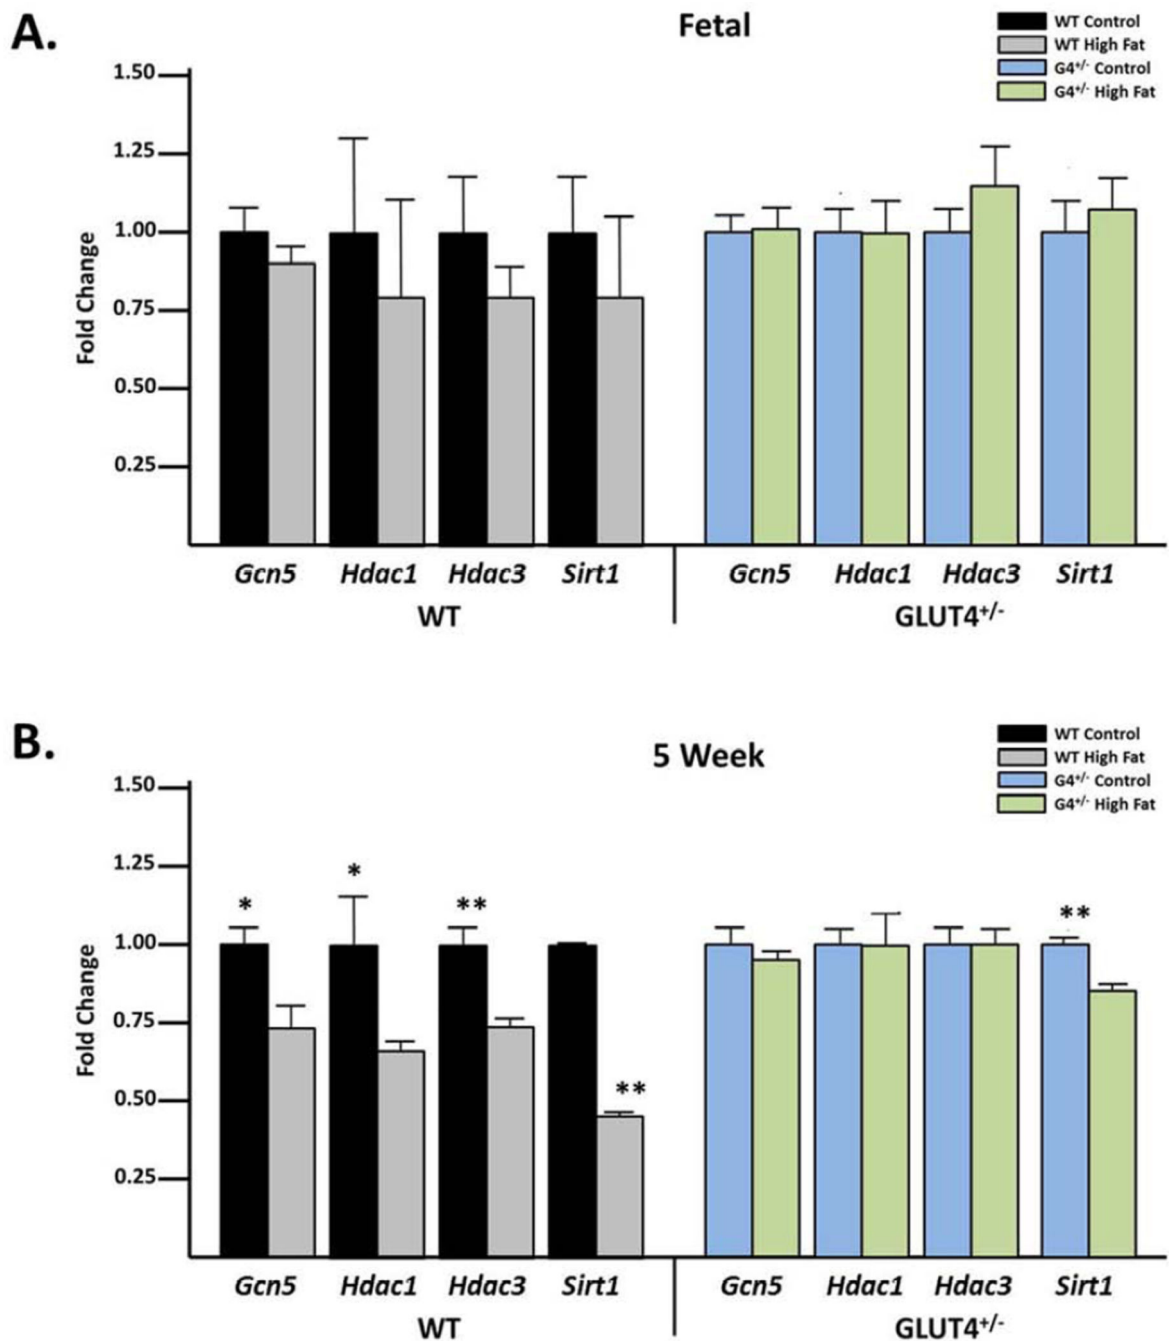 A.
Fetal
WT Control
WT High Fat
G4+/- Control
G4+/- High Fat
Fold Change
1.50
1.25
1.00
0.75
0.50
0.25
Gcn5 Hdac1 Hdac3 Sirt1 Gcn5 Hdac1 Hdac3 Sirt1
WT GLUT4+/-
B.
5 Week
WT Control
WT High Fat
G4+/- Control
G4+/- High Fat
Fold Change
1.50
1.25
1.00
0.75
0.50
0.25
* * ** ** **
Gcn5 Hdac1 Hdac3 Sirt1 Gcn5 Hdac1 Hdac3 Sirt1
WT GLUT4+/-